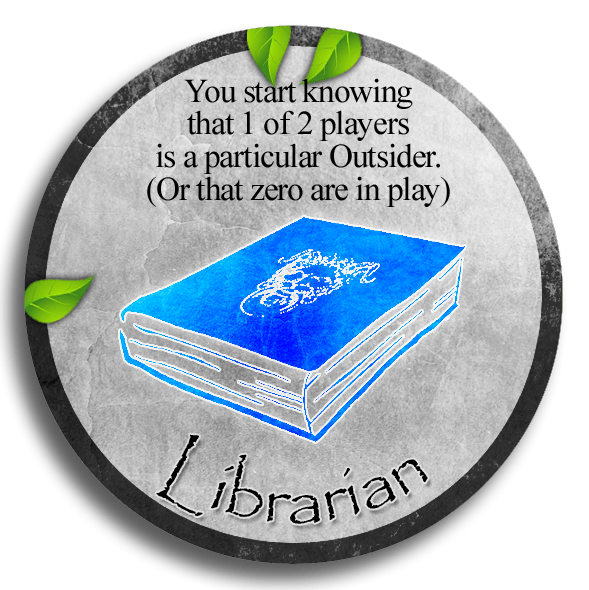 You start knowing
that 1 of 2 players
is a particular Outsider.
(Or that zero are in play)
Librarian